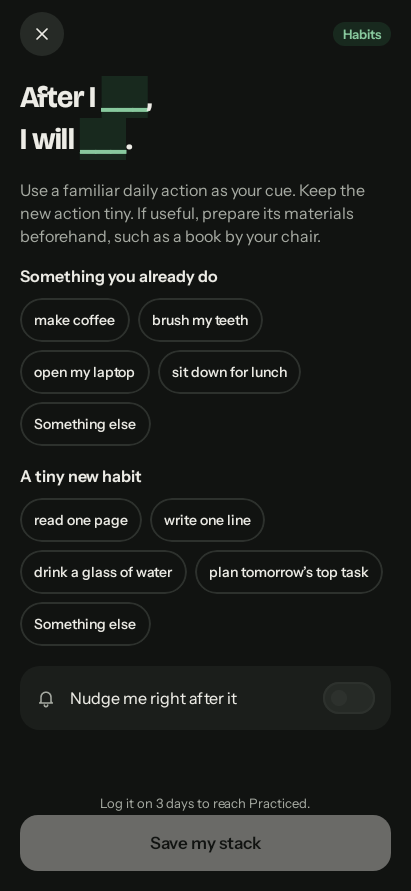 Habits
After I ____,
I will ____.
Use a familiar daily action as your cue. Keep the
new action tiny. If useful, prepare its materials
beforehand, such as a book by your chair.
Something you already do
make coffee
brush my teeth
open my laptop
sit down for lunch
Something else
A tiny new habit
read one page
write one line
drink a glass of water
plan tomorrow's top task
Something else
Nudge me right after it
Log it on 3 days to reach Practiced.
Save my stack